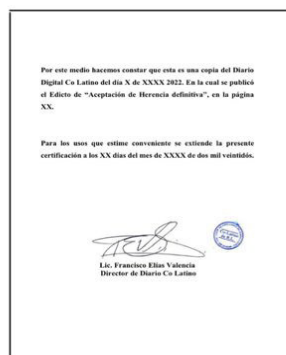 Por este medio hacemos constar que esta es una copia del Diario
Digital Co Latino del día X de XXXX 2022. En la cual se publicó
el Edicto de “Aceptación de Herencia definitiva”, en la página
XX.
Para los usos que estime conveniente se extiende la presente
certificación a los XX días del mes de XXXX de dos mil veintidós.
Lic. Francisco Elías Valencia
Director de Diario Co Latino